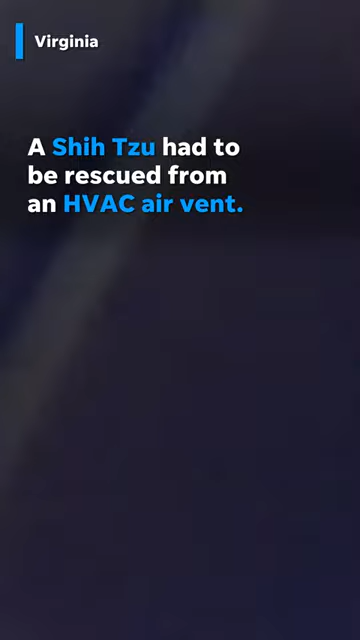 Virginia
A Shih Tzu had to
be rescued from
an HVAC air vent.